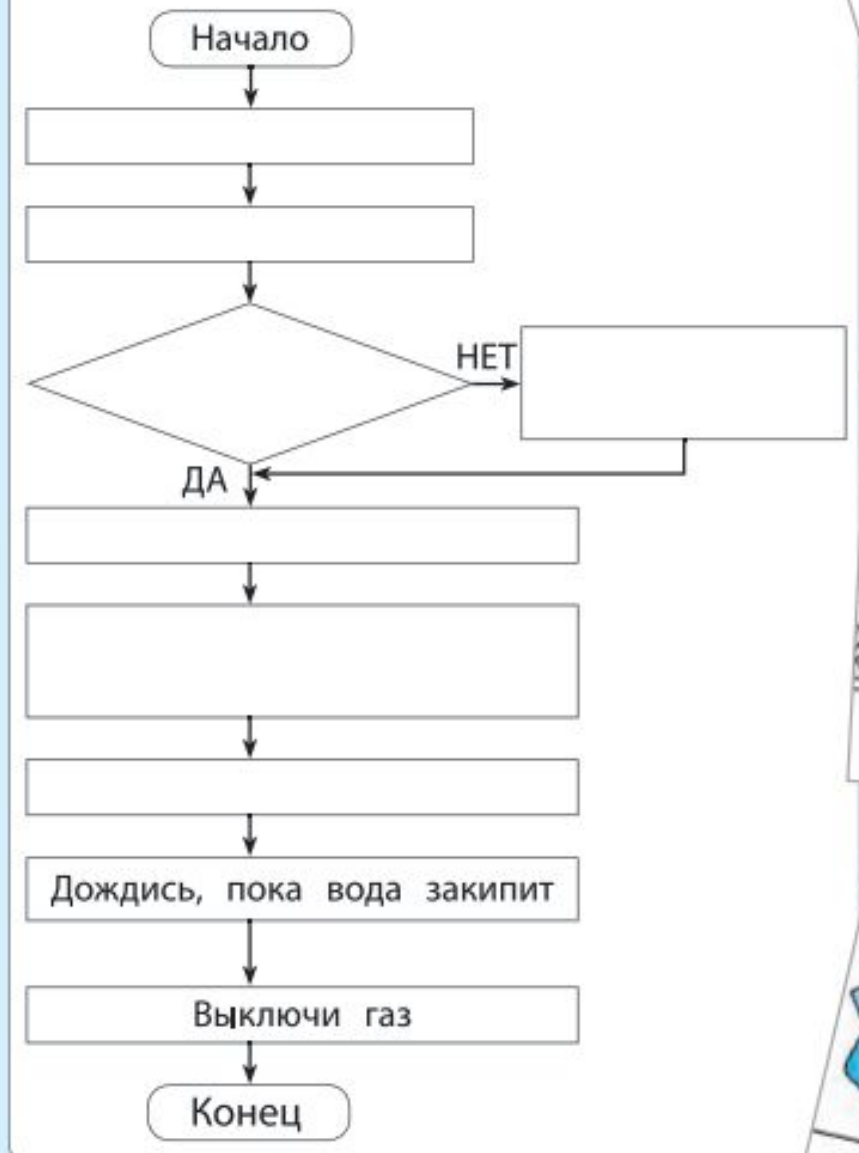 Начало
НЕТ
ДА
Дождись, пока вода закипит
Выключи газ
Конец